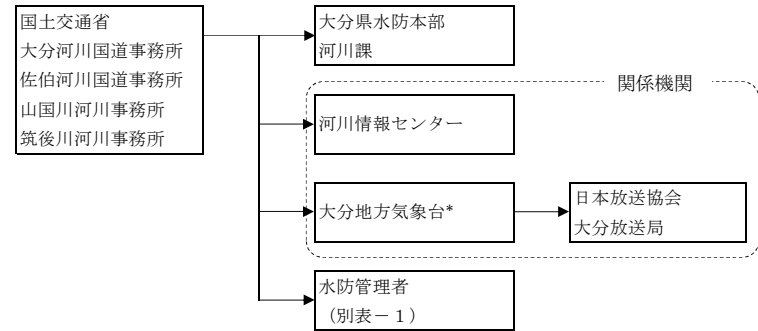 国土交通省
大分河川国道事務所
佐伯河川国道事務所
山国川河川事務所
筑後川河川事務所
大分県水防本部
河川課
関係機関
河川情報センター
大分地方気象台*
日本放送協会
大分放送局
水防管理者
（別表－１）